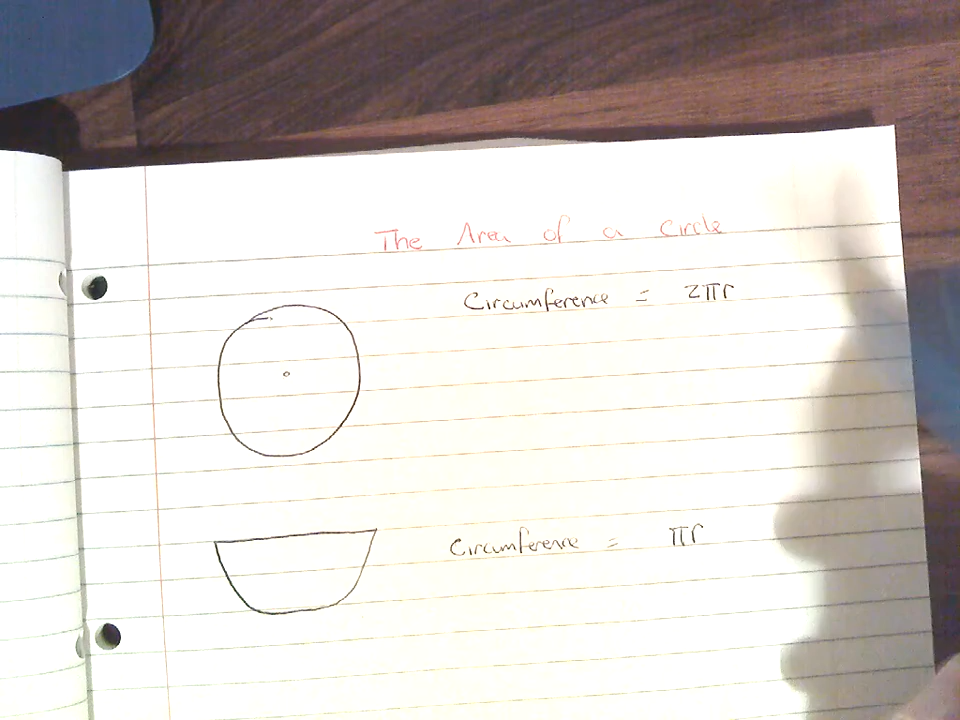 The Area of a Circle
Circumference = 2πr
Circumference = πr